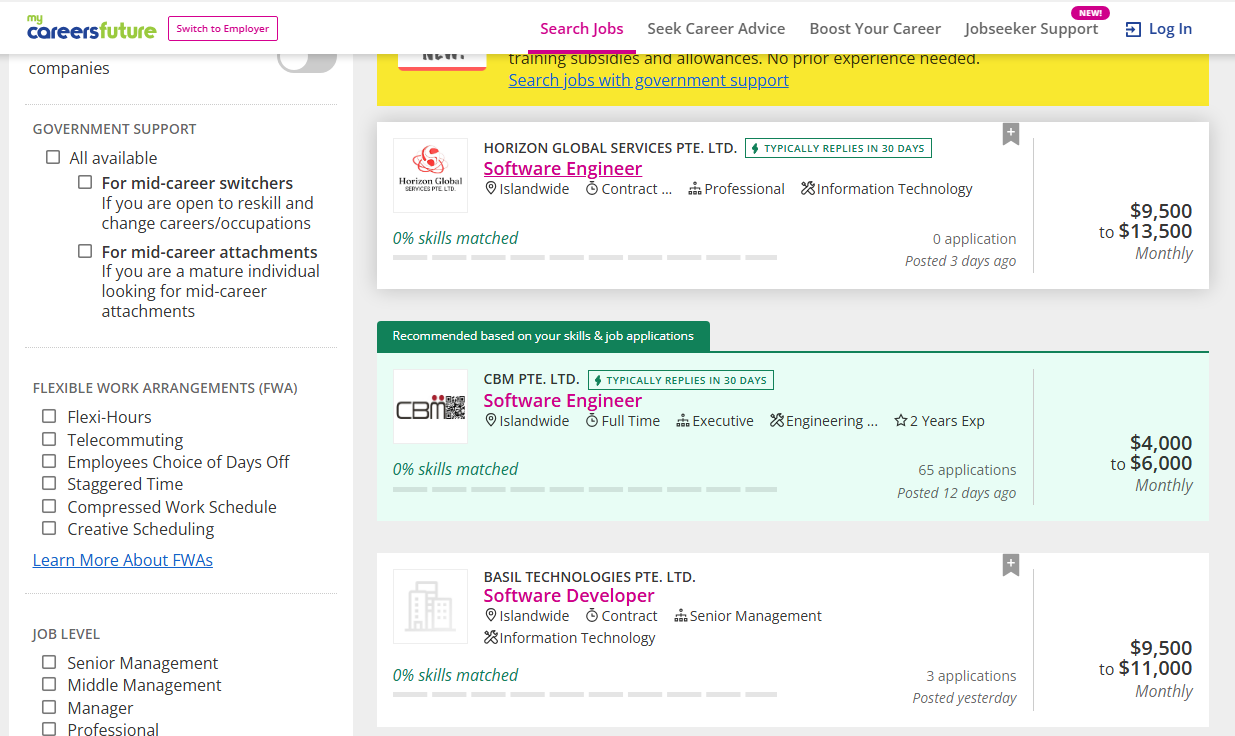 my
careersfuture
Switch to Employer
Search Jobs
Seek Career Advice
Boost Your Career
Jobseeker Support
NEW!
Log In
companies
GOVERNMENT SUPPORT
All available
For mid-career switchers
If you are open to reskill and
change careers/occupations
For mid-career attachments
If you are a mature individual
looking for mid-career
attachments
FLEXIBLE WORK ARRANGEMENTS (FWA)
Flexi-Hours
Telecommuting
Employees Choice of Days Off
Staggered Time
Compressed Work Schedule
Creative Scheduling
Learn More About FWAs
JOB LEVEL
Senior Management
Middle Management
Manager
Professional
NEW!
training subsidies and allowances. No prior experience needed.
Search jobs with government support
Horizon Global
SERVICES PTE. LTD.
HORIZON GLOBAL SERVICES PTE. LTD.
TYPICALLY REPLIES IN 30 DAYS
Software Engineer
Islandwide Contract ... Professional Information Technology
0% skills matched
0 application
Posted 3 days ago
$9,500
to $13,500
Monthly
Recommended based on your skills & job applications
CBM
CBM PTE. LTD.
TYPICALLY REPLIES IN 30 DAYS
Software Engineer
Islandwide Full Time Executive Engineering ... 2 Years Exp
0% skills matched
65 applications
Posted 12 days ago
$4,000
to $6,000
Monthly
BASIL TECHNOLOGIES PTE. LTD.
Software Developer
Islandwide Contract Senior Management
Information Technology
0% skills matched
3 applications
Posted yesterday
$9,500
to $11,000
Monthly